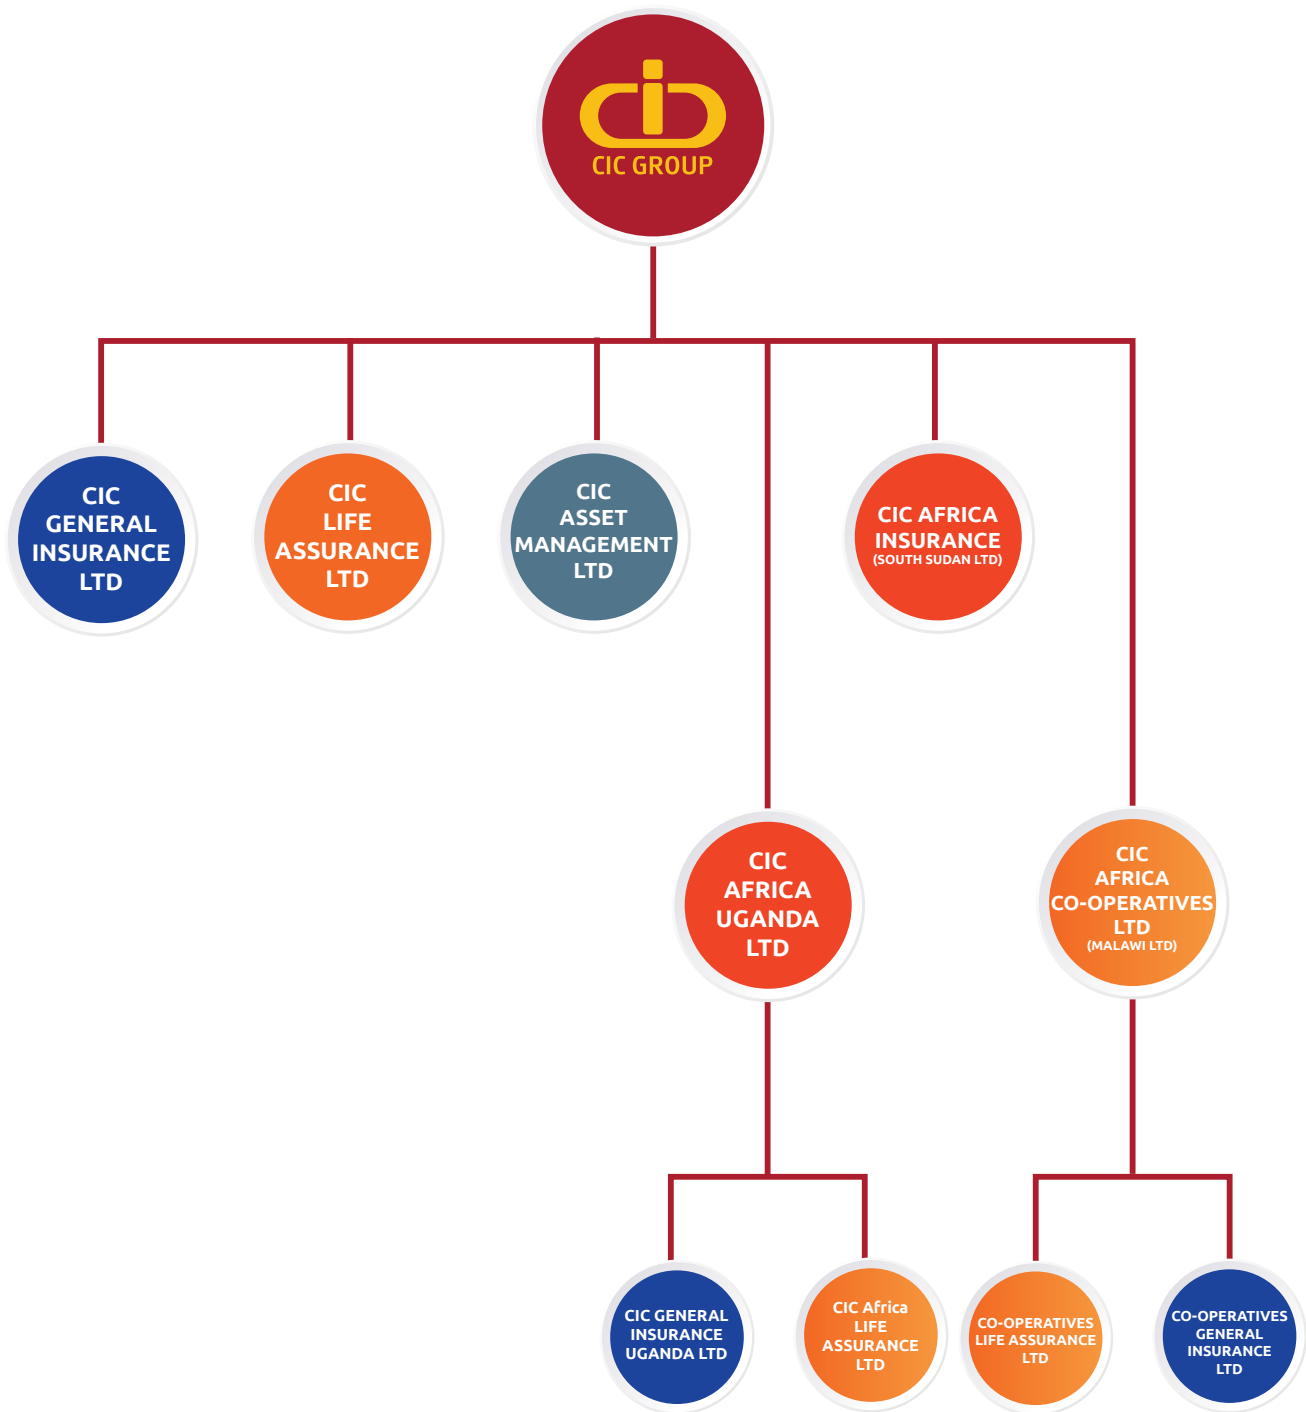 CIC GROUP
CIC
GENERAL
INSURANCE
LTD
CIC
LIFE
ASSURANCE
LTD
CIC
ASSET
MANAGEMENT
LTD
CIC AFRICA
INSURANCE
(SOUTH SUDAN LTD)
CIC
AFRICA
UGANDA
LTD
CIC
AFRICA
CO-OPERATIVES
LTD
(MALAWI LTD)
CIC GENERAL
INSURANCE
UGANDA LTD
CIC Africa
LIFE
ASSURANCE
LTD
CO-OPERATIVES
LIFE ASSURANCE
LTD
CO-OPERATIVES
GENERAL
INSURANCE
LTD